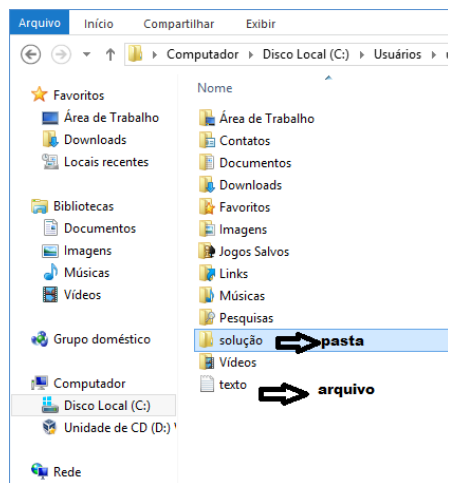 Arquivo Início Compartilhar Exibir
Computador Disco Local (C:) Usuários
Favoritos
Área de Trabalho
Downloads
Locais recentes
Bibliotecas
Documentos
Imagens
Músicas
Vídeos
Grupo doméstico
Computador
Disco Local (C:)
Unidade de CD (D:)
Rede
Nome
Área de Trabalho
Contatos
Documentos
Downloads
Favoritos
Imagens
Jogos Salvos
Links
Músicas
Pesquisas
solução pasta
Vídeos
texto arquivo